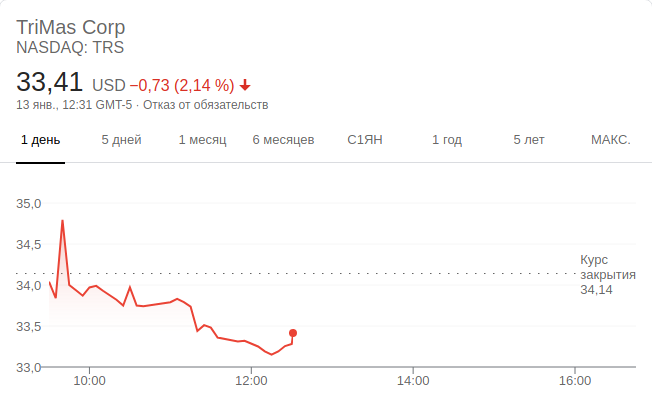 TriMas Corp
NASDAQ: TRS
33,41 USD −0,73 (2,14 %)
13 янв., 12:31 GMT-5 · Отказ от обязательств
1 день 5 дней 1 месяц 6 месяцев С1ЯН 1 год 5 лет МАКС.
35,0
34,5
Курс
закрытия
34,14
34,0
33,5
33,0
10:00 12:00 14:00 16:00